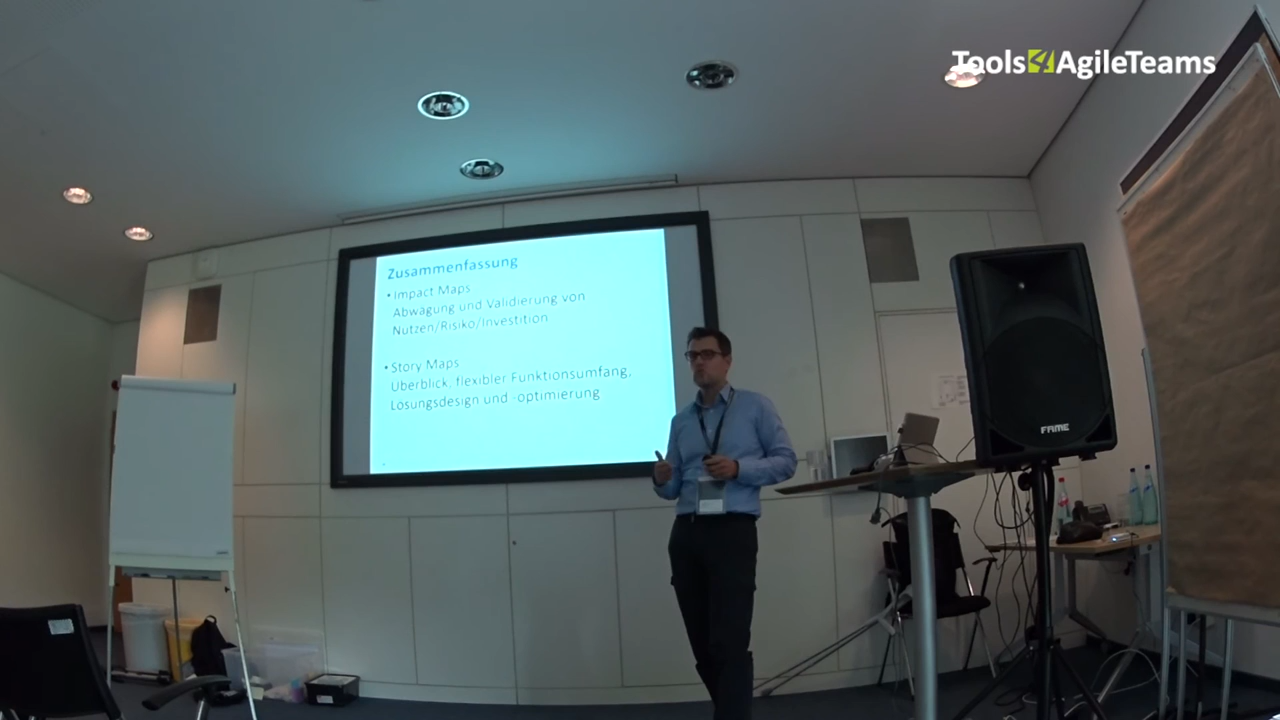 Tools4AgileTeams
Zusammenfassung
• Impact Maps
Abwägung und Validierung von
Nutzen/Risiko/Investition
• Story Maps
Überblick, flexibler Funktionsumfang,
Lösungsdesign und -optimierung
FAME